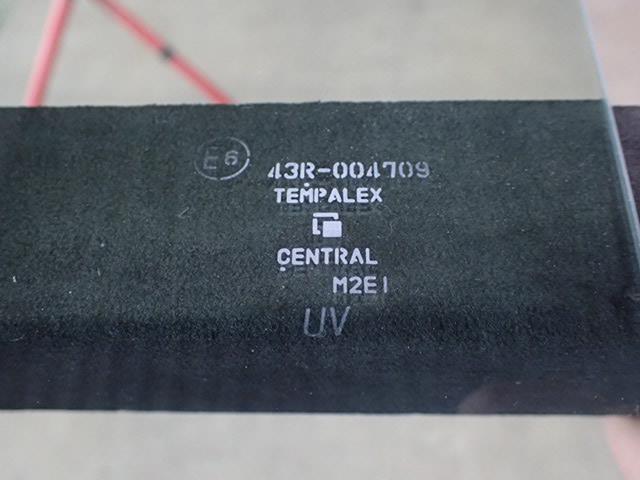 E6 43R-004709
TEMPALEX
CENTRAL
M2E1
UV